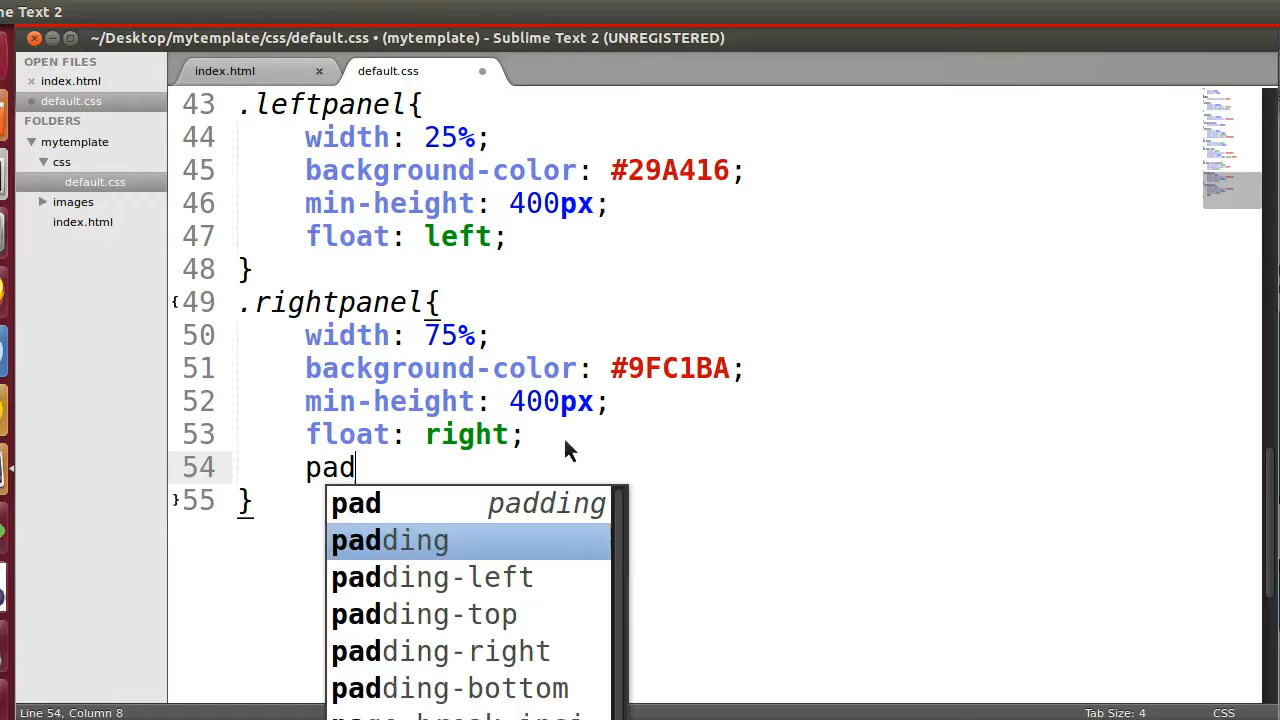 me Text 2
~/Desktop/mytemplate/css/default.css • (mytemplate) - Sublime Text 2 (UNREGISTERED)
OPEN FILES
index.html
default.css
FOLDERS
mytemplate
css
default.css
images
index.html
index.html
default.css
43 .leftpanel{
44 width: 25%;
45 background-color: #29A416;
46 min-height: 400px;
47 float: left;
48 }
49 .rightpanel{
50 width: 75%;
51 background-color: #9FC1BA;
52 min-height: 400px;
53 float: right;
54 pad
55 }
pad padding
padding
padding-left
padding-top
padding-right
padding-bottom
Line 54, Column 8
Tab Size: 4
CSS